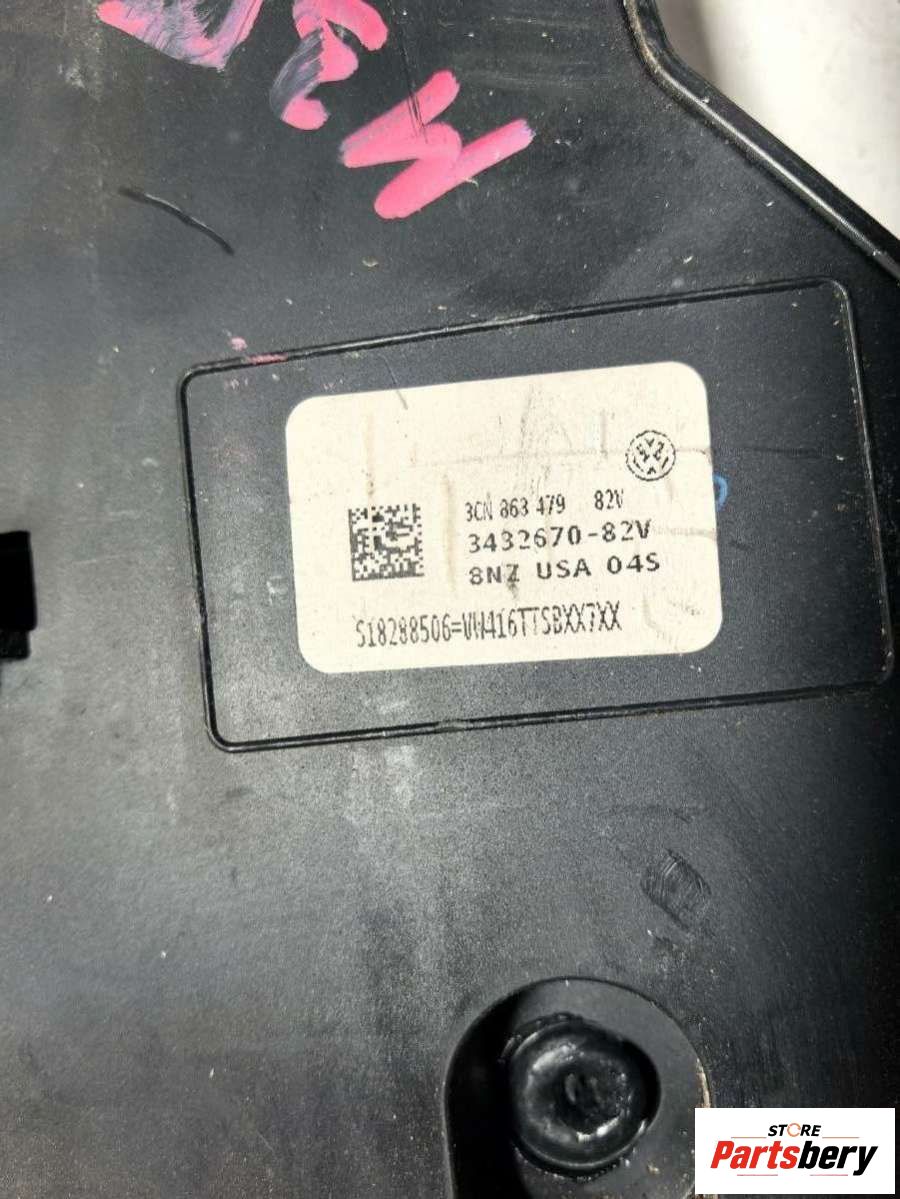 3CN 863 479 82V
3432670-82V
8NZ USA 04S
S18288506=VW416TTSBXX7XX
STORE
Partsbery